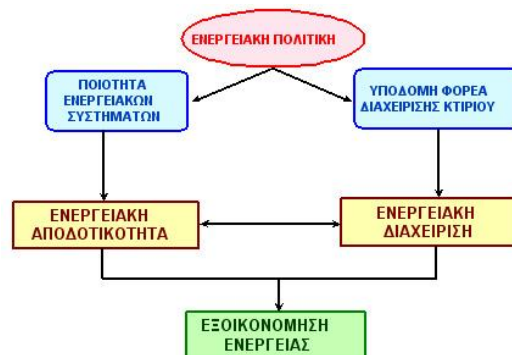 ΕΝΕΡΓΕΙΑΚΗ ΠΟΛΙΤΙΚΗ
ΠΟΙΟΤΗΤΑ
ΕΝΕΡΓΕΙΑΚΩΝ
ΣΥΣΤΗΜΑΤΩΝ
ΥΠΟΔΟΜΗ ΦΟΡΕΑ
ΔΙΑΧΕΙΡΙΣΗΣ ΚΤΙΡΙΟΥ
ΕΝΕΡΓΕΙΑΚΗ
ΑΠΟΔΟΤΙΚΟΤΗΤΑ
ΕΝΕΡΓΕΙΑΚΗ
ΔΙΑΧΕΙΡΙΣΗ
ΕΞΟΙΚΟΝΟΜΗΣΗ
ΕΝΕΡΓΕΙΑΣ